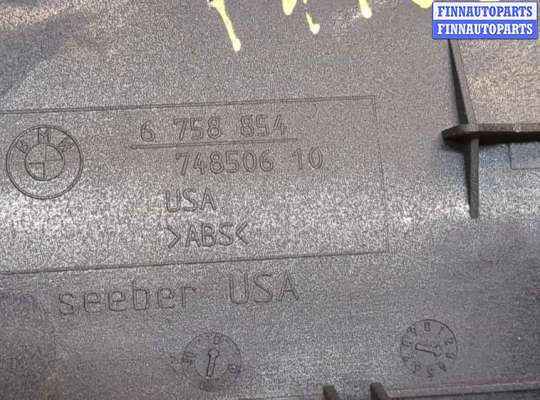 FINNAUTOPARTS
FINNAUTOPARTS
BMW
6 758 854
748506 10
USA
>ABS<
seeber USA